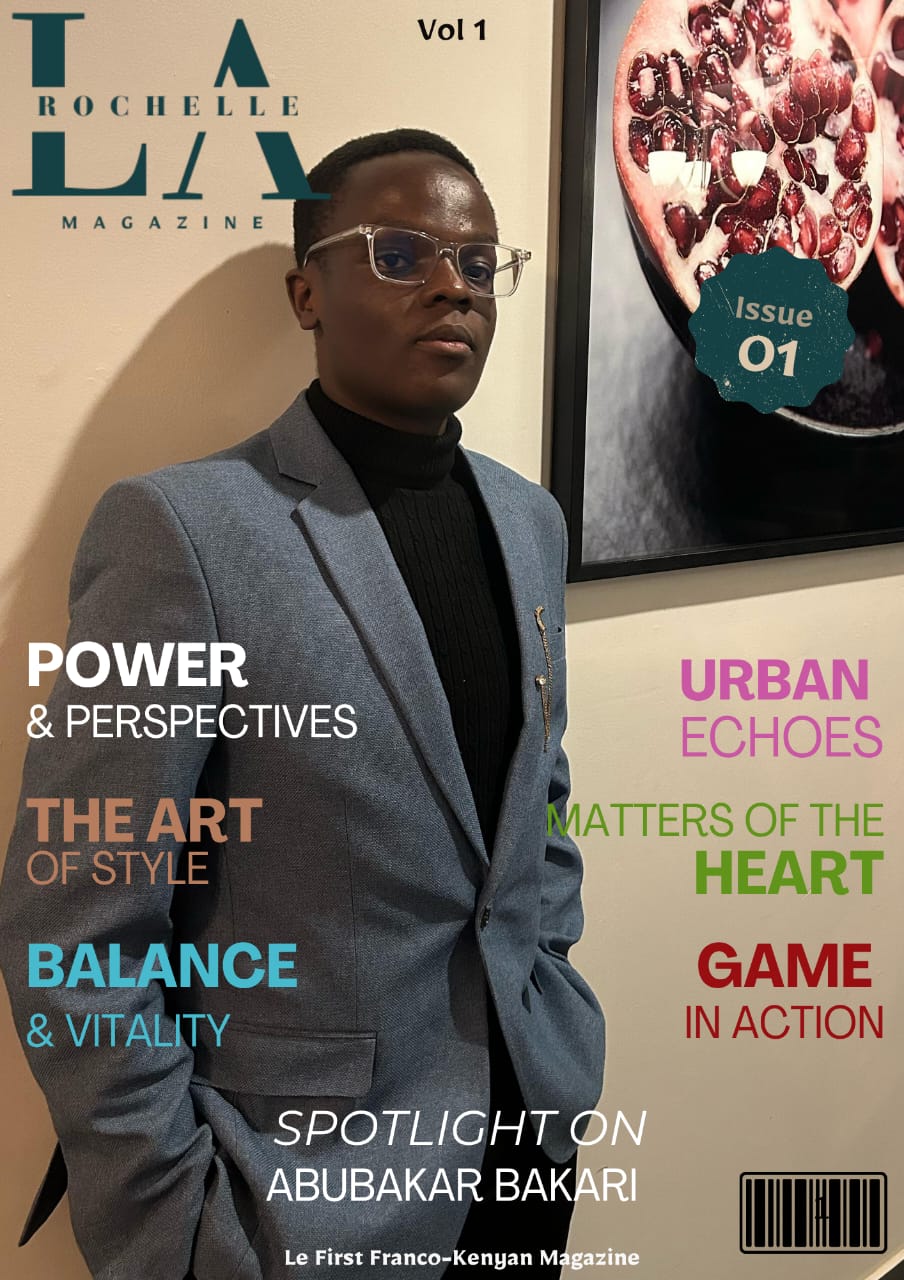 Vol 1
LA
ROCHELLE
MAGAZINE
Issue
01
POWER
& PERSPECTIVES
THE ART
OF STYLE
BALANCE
& VITALITY
URBAN
ECHOES
MATTERS OF THE
HEART
GAME
IN ACTION
SPOTLIGHT ON
ABUBAKAR BAKARI
1
Le First Franco-Kenyan Magazine